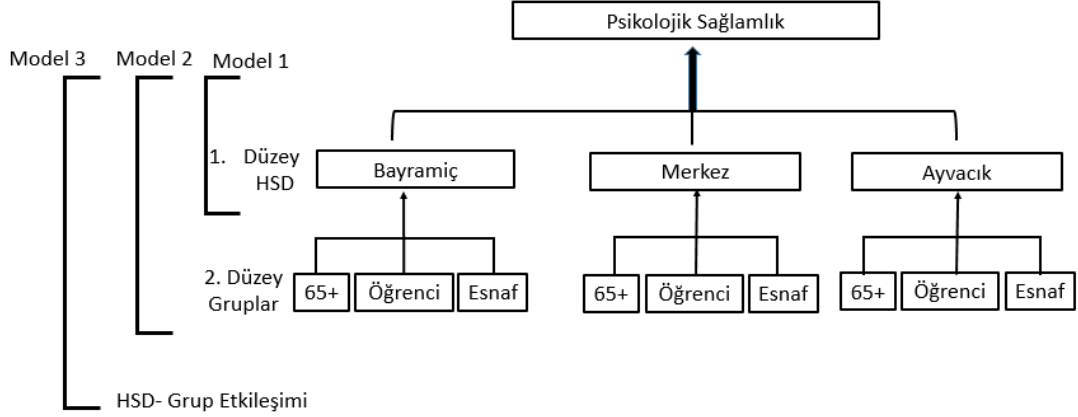 Psikolojik Sağlamlık
Model 3 Model 2 Model 1
1. Düzey
HSD
Bayramiç
Merkez
Ayvacık
2. Düzey
Gruplar
65+ Öğrenci Esnaf
65+ Öğrenci Esnaf
65+ Öğrenci Esnaf
HSD- Grup Etkileşimi